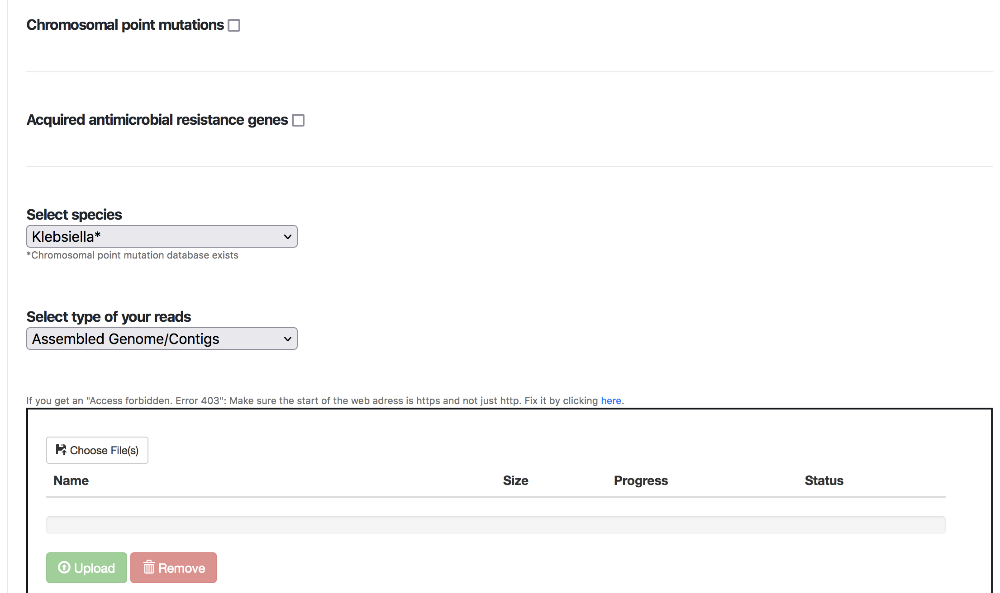 Chromosomal point mutations
Acquired antimicrobial resistance genes
Select species
Klebsiella*
*Chromosomal point mutation database exists
Select type of your reads
Assembled Genome/Contigs
If you get an "Access forbidden. Error 403": Make sure the start of the web adress is https and not just http. Fix it by clicking here.
Choose File(s)
Name Size Progress Status
Upload Remove